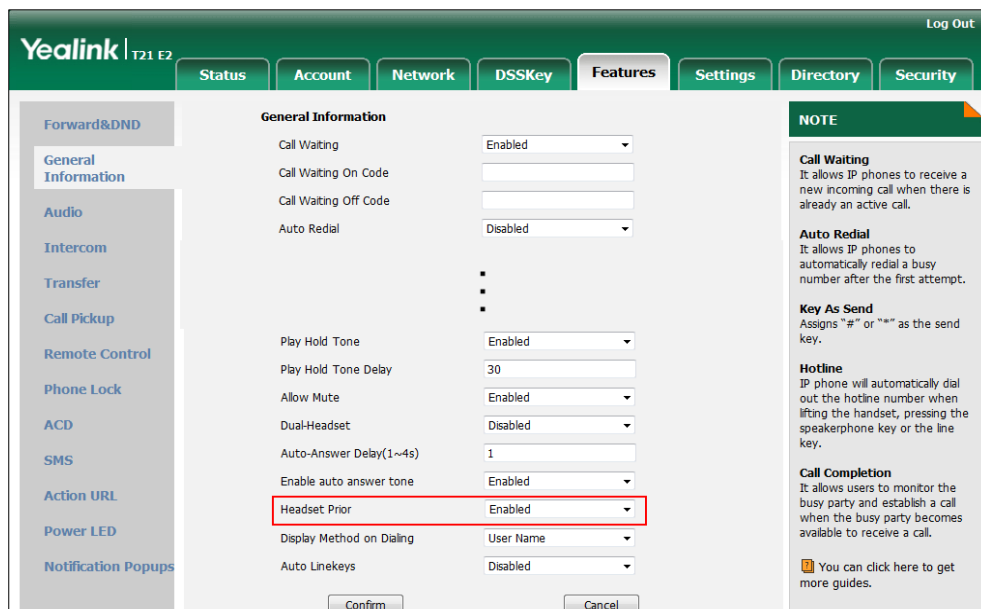 Log Out
Yealink | T21 E2
Status Account Network DSSKey Features Settings Directory Security
Forward&DND
General
Information
Audio
Intercom
Transfer
Call Pickup
Remote Control
Phone Lock
ACD
SMS
Action URL
Power LED
Notification Popups
General Information
Call Waiting Enabled
Call Waiting On Code
Call Waiting Off Code
Auto Redial Disabled
Play Hold Tone Enabled
Play Hold Tone Delay 30
Allow Mute Enabled
Dual-Headset Disabled
Auto-Answer Delay(1~4s) 1
Enable auto answer tone Enabled
Headset Prior Enabled
Display Method on Dialing User Name
Auto Linekeys Disabled
Confirm Cancel
NOTE
Call Waiting
It allows IP phones to receive a
new incoming call when there is
already an active call.
Auto Redial
It allows IP phones to
automatically redial a busy
number after the first attempt.
Key As Send
Assigns "#" or "*" as the send
key.
Hotline
IP phone will automatically dial
out the hotline number when
lifting the handset, pressing the
speakerphone key or the line
key.
Call Completion
It allows users to monitor the
busy party and establish a call
when the busy party becomes
available to receive a call.
You can click here to get
more guides.